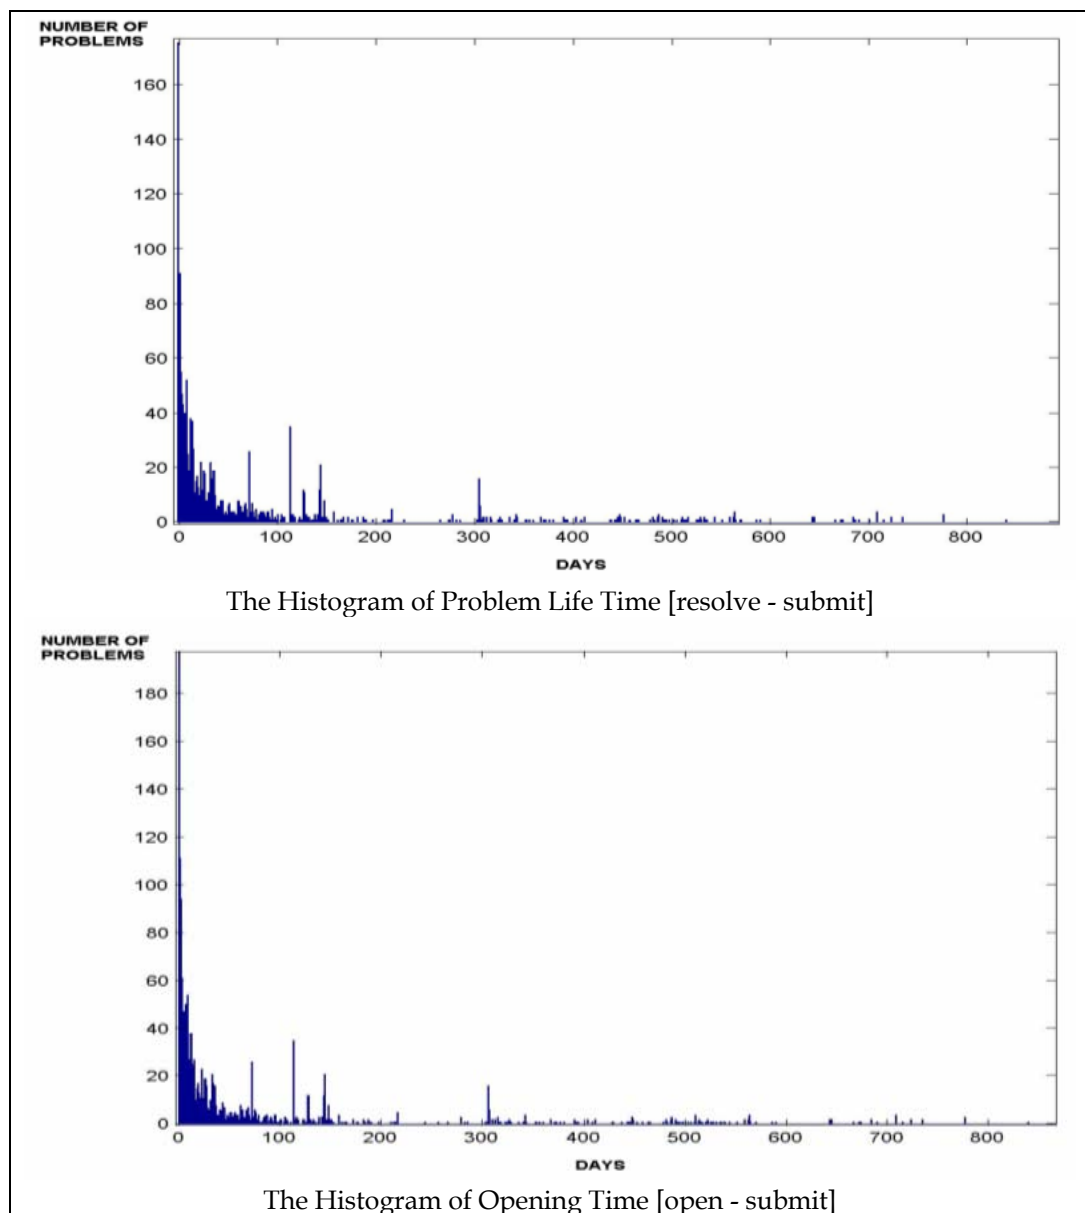 NUMBER OF
PROBLEMS
160
140
120
100
80
60
40
20
0
0 100 200 300 400 500 600 700 800
DAYS
The Histogram of Problem Life Time [resolve - submit]
NUMBER OF
PROBLEMS
180
160
140
120
100
80
60
40
20
0
0 100 200 300 400 500 600 700 800
DAYS
The Histogram of Opening Time [open - submit]